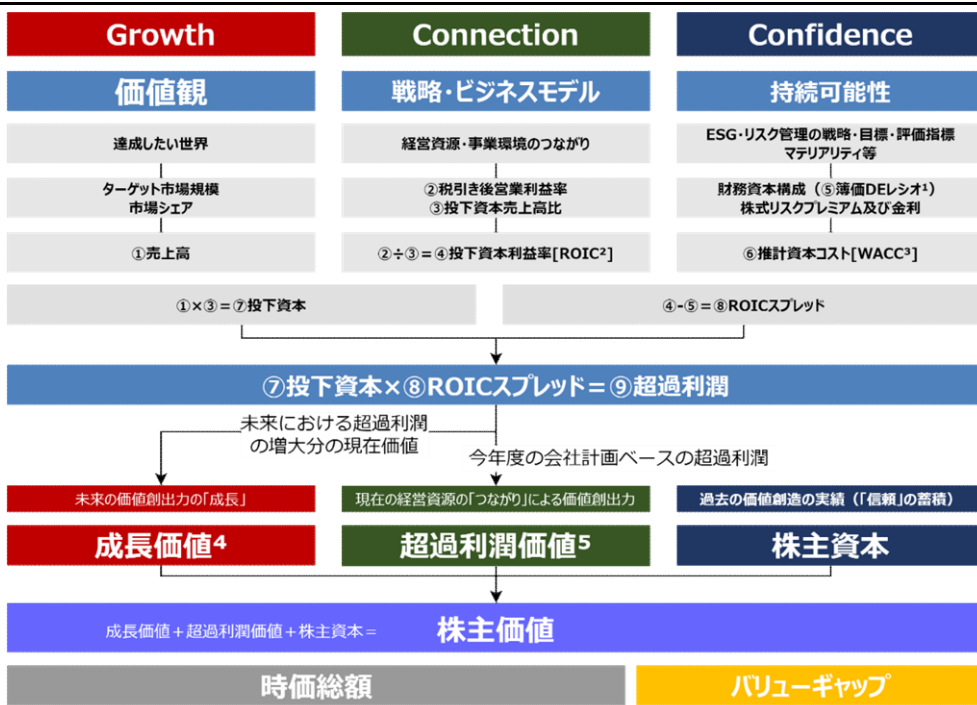 Growth
Connection
Confidence
価値観
戦略・ビジネスモデル
持続可能性
達成したい世界
経営資源・事業環境のつながり
ESG・リスク管理の戦略・目標・評価指標
マテリアリティ等
ターゲット市場規模
市場シェア
②税引き後営業利益率
③投下資本売上高比
財務資本構成（⑤簿価DEレシオ¹）
株式リスクプレミアム及び金利
①売上高
②÷③＝④投下資本利益率[ROIC²]
⑥推計資本コスト[WACC³]
①×③＝⑦投下資本
④-⑤＝⑧ROICスプレッド
⑦投下資本×⑧ROICスプレッド＝⑨超過利潤
未来における超過利潤
の増大分の現在価値
今年度の会社計画ベースの超過利潤
未来の価値創出力の「成長」
現在の経営資源の「つながり」による価値創出力
過去の価値創造の実績（「信頼」の蓄積）
成長価値⁴
超過利潤価値⁵
株主資本
成長価値＋超過利潤価値＋株主資本＝
株主価値
時価総額
バリューギャップ